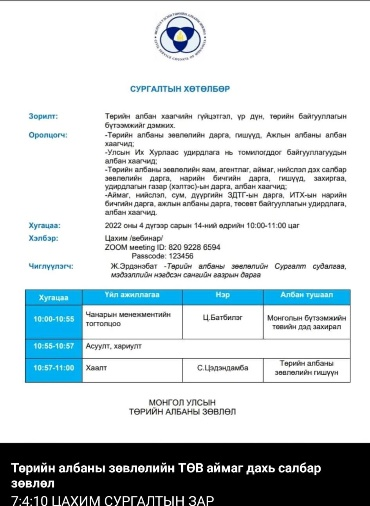 СУРГАЛТЫН ХӨТӨЛБӨР
Зорилт: Төрийн албан хаагчийн гүйцэтгэл, үр дүн, төрийн байгууллагын
бүтээмжийг дэмжих.
Оролцогч: -Төрийн албаны зөвлөлийн дарга, гишүүд, Ажлын албаны албан
хаагчид;
-Улсын Их Хурлаас удирдлага нь томилогддог байгууллагуудын
албан хаагчид;
-Төрийн албаны зөвлөлийн яам, агентлаг, аймаг, нийслэл дэх салбар
зөвлөлийн дарга, нарийн бичгийн дарга, гишүүд, захиргаа,
удирдлагын газар (хэлтэс)-ын дарга, албан хаагчид;
-Аймаг, нийслэл, сум, дүүргийн ЗДТГ-ын дарга, ИТХ-ын нарийн
бичгийн дарга, ажлын албаны дарга, төсөвт байгууллагын удирдлага,
албан хаагчид.
Хугацаа: 2022 оны 4 дүгээр сарын 14-ний өдрийн 10:00-11:00 цаг
Хэлбэр: Цахим /вебинар/
ZOOM meeting ID: 820 9228 6594
Passcode: 123456
Чиглүүлэгч: Ж.Эрдэнэбат -Төрийн албаны зөвлөлийн Сургалт судалгаа,
мэдээллийн нэгдсэн сангийн газрын дарга
Хугацаа Үйл ажиллагаа Нэр Албан тушаал
10:00-10:55 Чанарын менежментийн тогтолцоо Ц.Батбилэг Монголын бүтээмжийн төвийн дэд захирал
10:55-10:57 Асуулт, хариулт
10:57-11:00 Хаалт С.Цэдэндамба Төрийн албаны зөвлөлийн гишүүн
МОНГОЛ УЛСЫН
ТӨРИЙН АЛБАНЫ ЗӨВЛӨЛ
Төрийн албаны зөвлөлийн ТӨВ аймаг дахь салбар
зөвлөл
7:4:10 ЦАХИМ СУРГАЛТЫН ЗАР